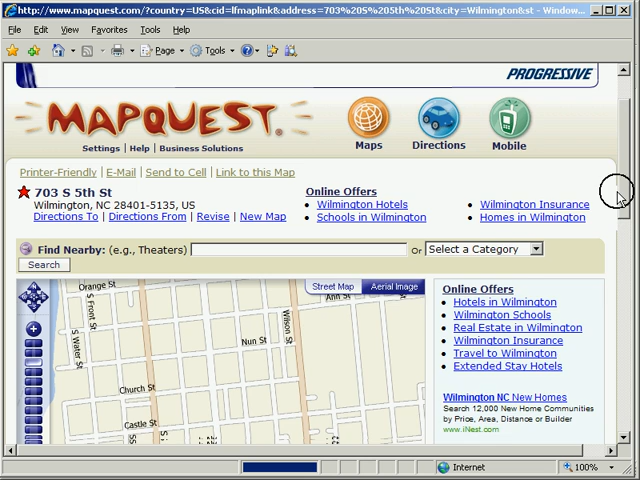 http://www.mapquest.com/?country=US&cid=lfmaplink&address=703%20S%205th%20St&city=Wilmington&st - Window...
File Edit View Favorites Tools Help
Page Tools
PROGRESSIVE
MAPQUEST.
Settings | Help | Business Solutions
Maps Directions Mobile
Printer-Friendly | E-Mail | Send to Cell | Link to this Map
703 S 5th St
Wilmington, NC 28401-5135, US
Directions To | Directions From | Revise | New Map
Online Offers
Wilmington Hotels
Schools in Wilmington
Wilmington Insurance
Homes in Wilmington
Find Nearby: (e.g., Theaters) Or Select a Category
Search
Street Map Aerial Image
Orange St
S Front St
S Water St
Ann St
Nun St
Wilson St
Church St
Castle St
Online Offers
Hotels in Wilmington
Wilmington Schools
Real Estate in Wilmington
Wilmington Insurance
Travel to Wilmington
Extended Stay Hotels
Wilmington NC New Homes
Search 12,000 New Home Communities
by Price, Area, Distance or Builder
www.iNest.com
Internet 100%